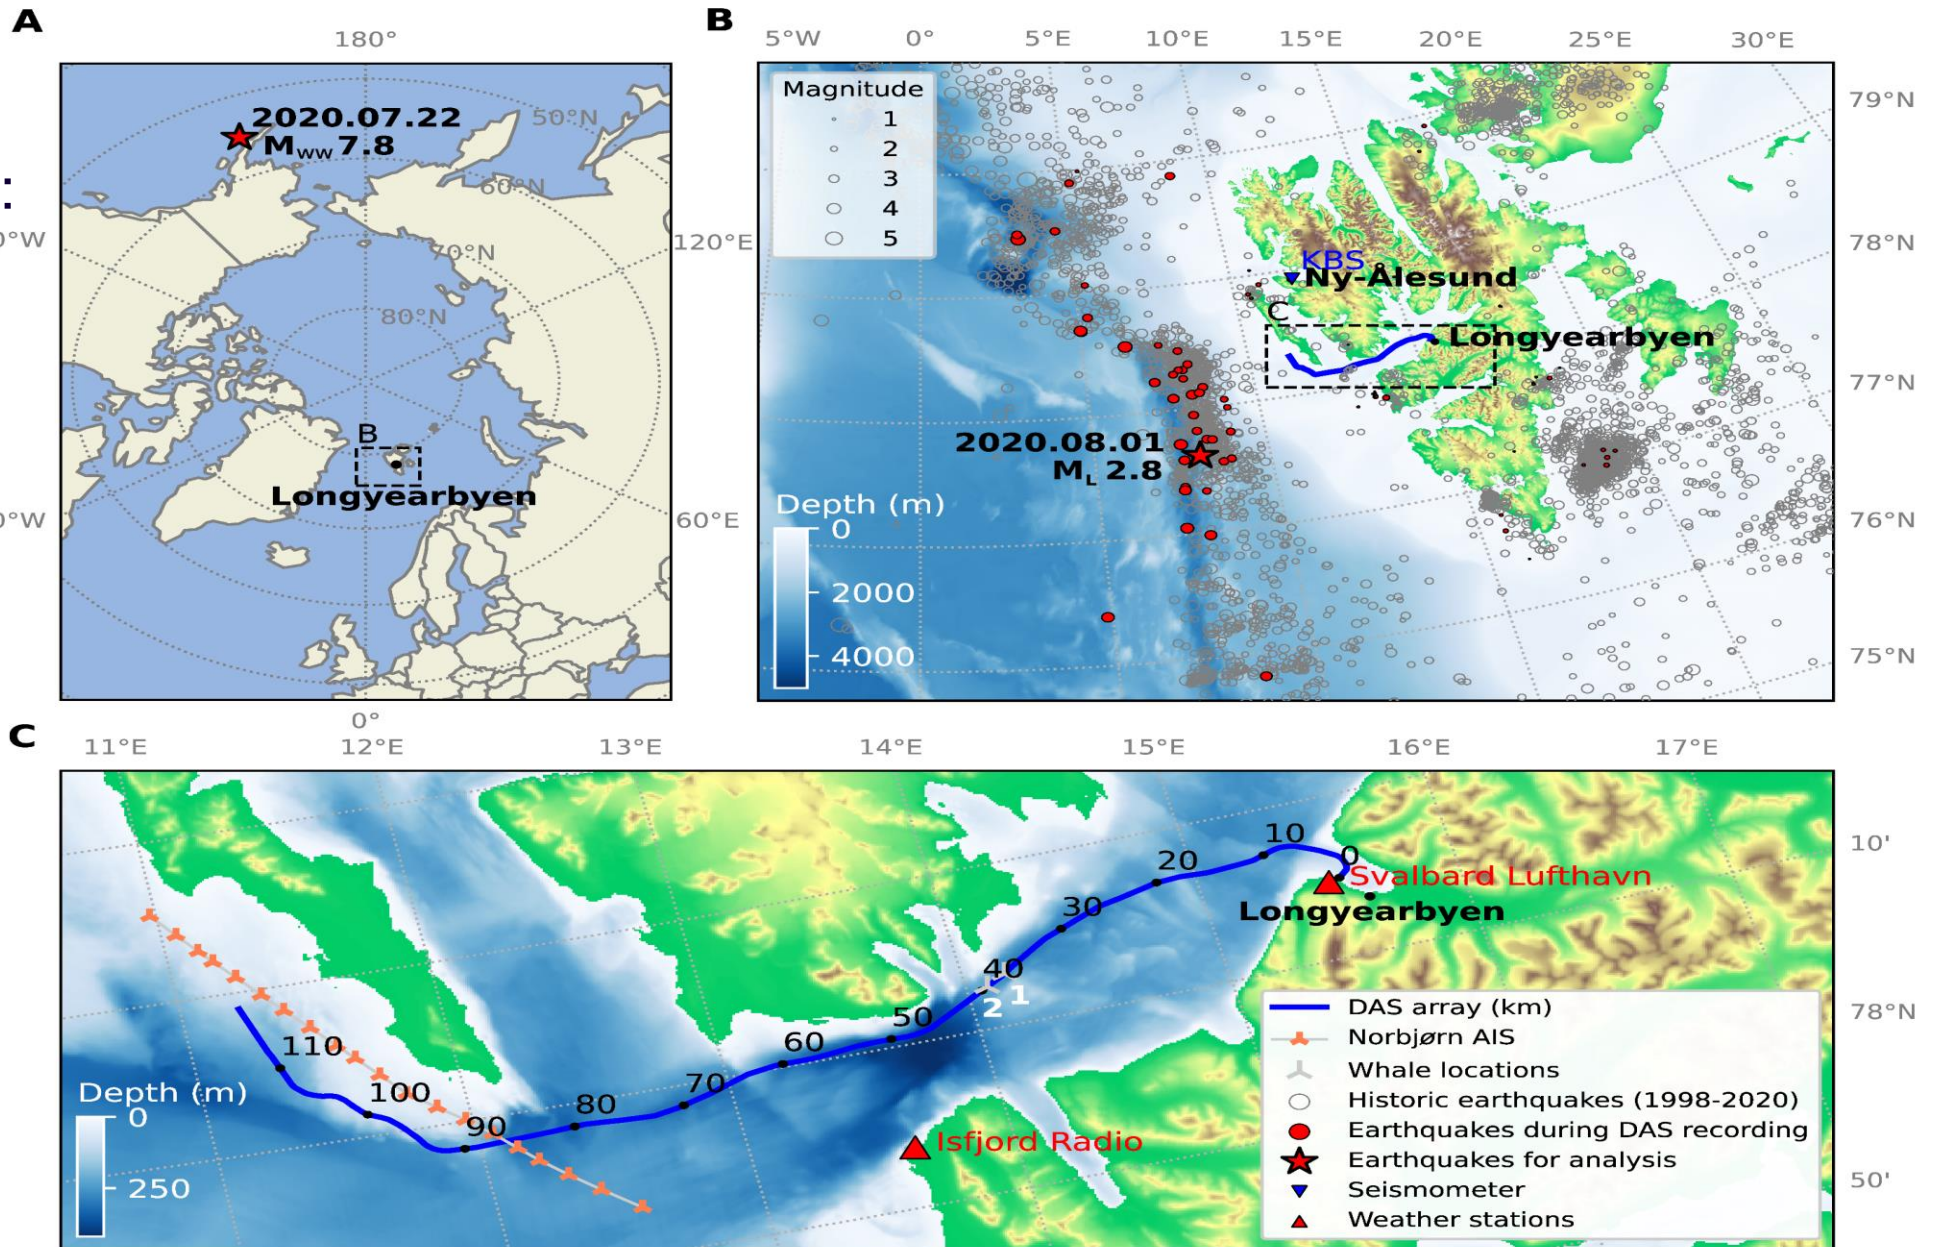 A
180°
2020.07.22
Mww 7.8
50°N
60°N
70°N
80°N
:
:
0°W
120°E
B
Longyearbyen
0°W
60°E
0°
B
5°W 0° 5°E 10°E 15°E 20°E 25°E 30°E
Magnitude
1
2
3
4
5
79°N
78°N
77°N
76°N
75°N
KBS
Ny-Ålesund
C
Longyearbyen
2020.08.01
ML 2.8
Depth (m)
0
2000
4000
C
11°E 12°E 13°E 14°E 15°E 16°E 17°E
10'
78°N
50'
0
10
20
30
40
50
60
70
80
90
100
110
1
2
Svalbard Lufthavn
Longyearbyen
Isfjord Radio
Depth (m)
0
250
DAS array (km)
Norbjørn AIS
Whale locations
Historic earthquakes (1998-2020)
Earthquakes during DAS recording
Earthquakes for analysis
Seismometer
Weather stations